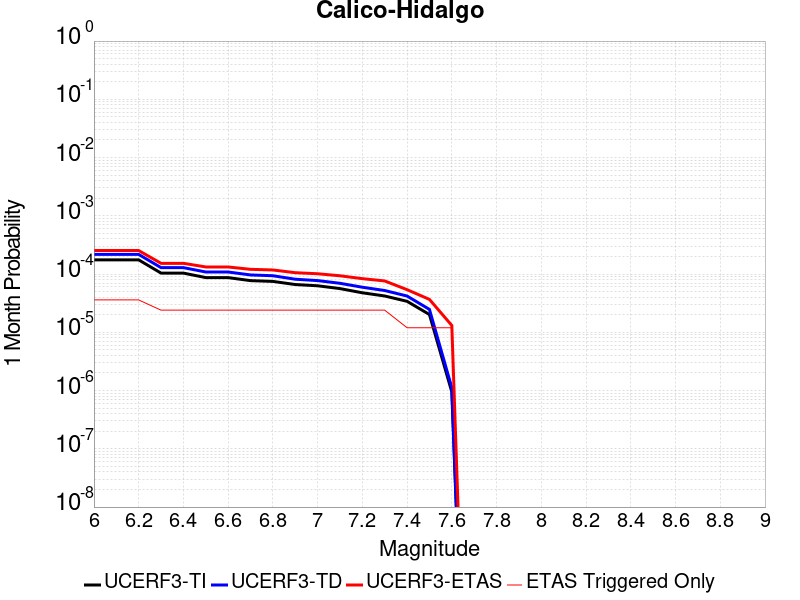 Calico-Hidalgo
10^0
10^-1
10^-2
10^-3
10^-4
10^-5
10^-6
10^-7
10^-8
1 Month Probability
6 6.2 6.4 6.6 6.8 7 7.2 7.4 7.6 7.8 8 8.2 8.4 8.6 8.8 9
Magnitude
UCERF3-TI UCERF3-TD UCERF3-ETAS ETAS Triggered Only